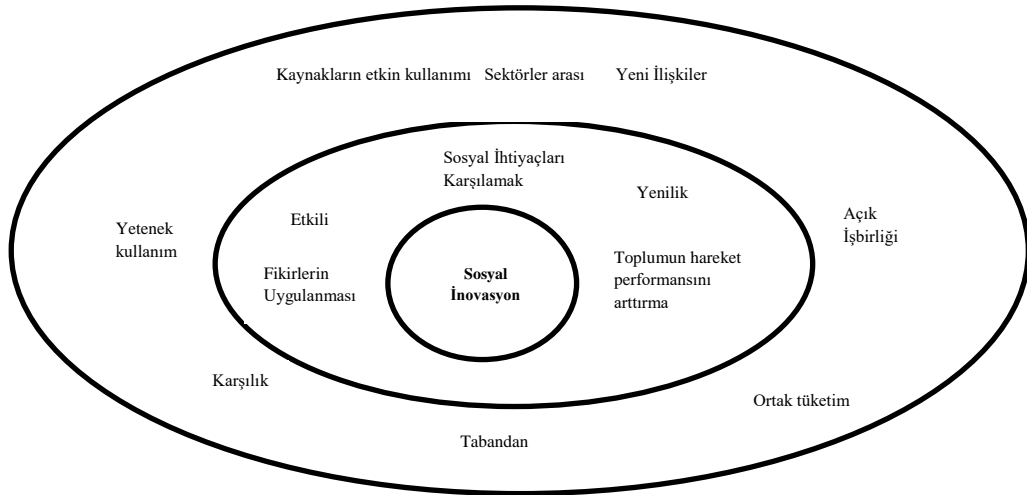 Kaynakların etkin kullanımı Sektörler arası Yeni İlişkiler
Sosyal İhtiyaçları
Karşılamak
Yenilik
Etkili
Yetenek
kullanım
Açık
İşbirliği
Fikirlerin
Uygulanması
Sosyal
İnovasyon
Toplumun hareket
performansını
arttırma
Karşılık
Ortak tüketim
Tabandan